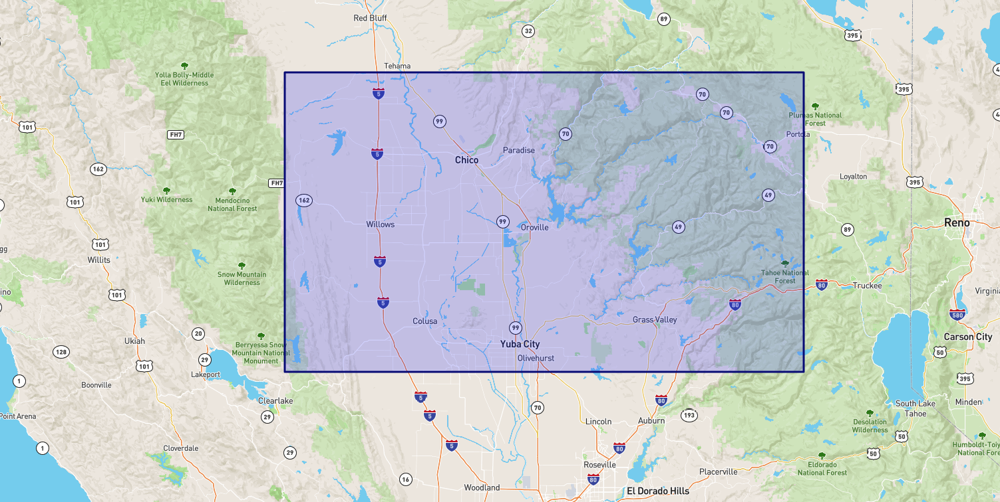 Red Bluff
32
89
395
Tehama
Yolla Bolly-Middle
Eel Wilderness
5
70
395
70
99
Plumas National
Forest
101
FH7
70
Portola
70
Paradise
5
Chico
162
Loyalton
FH7
395
Yuki Wilderness
Mendocino
National Forest
49
162
101
99
Willows
Oroville
49
Reno
89
101
Willits
5
Snow Mountain
Wilderness
Tahoe National
Forest
80
Truckee
101
5
80
580
Colusa
Grass Valley
99
20
Berryessa Snow
Mountain National
Monument
Ukiah
Yuba City
Carson City
128
29
101
Olivehurst
50
Lakeport
1
Boonville
395
Clearlake
5
80
70
193
South Lake
Tahoe
Minden
Point Arena
29
5
Lincoln
Auburn
Desolation
Wilderness
50
1
Cloverdale
5
80
29
50
Roseville
Eldorado
National Forest
16
80
Placerville
Woodland
El Dorado Hills